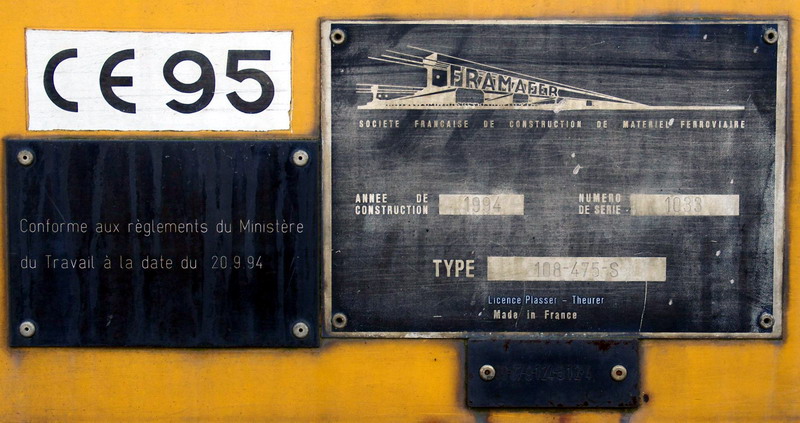 CE 95
Conforme aux règlements du Ministère
du Travail à la date du 20.9.94
FRAMAFER
SOCIETE FRANCAISE DE CONSTRUCTION DE MATERIEL FERROVIAIRE
ANNEE DE CONSTRUCTION 1994
NUMERO DE SERIE 1033
TYPE 108-475-S
Licence Plasser - Theurer
Made in France